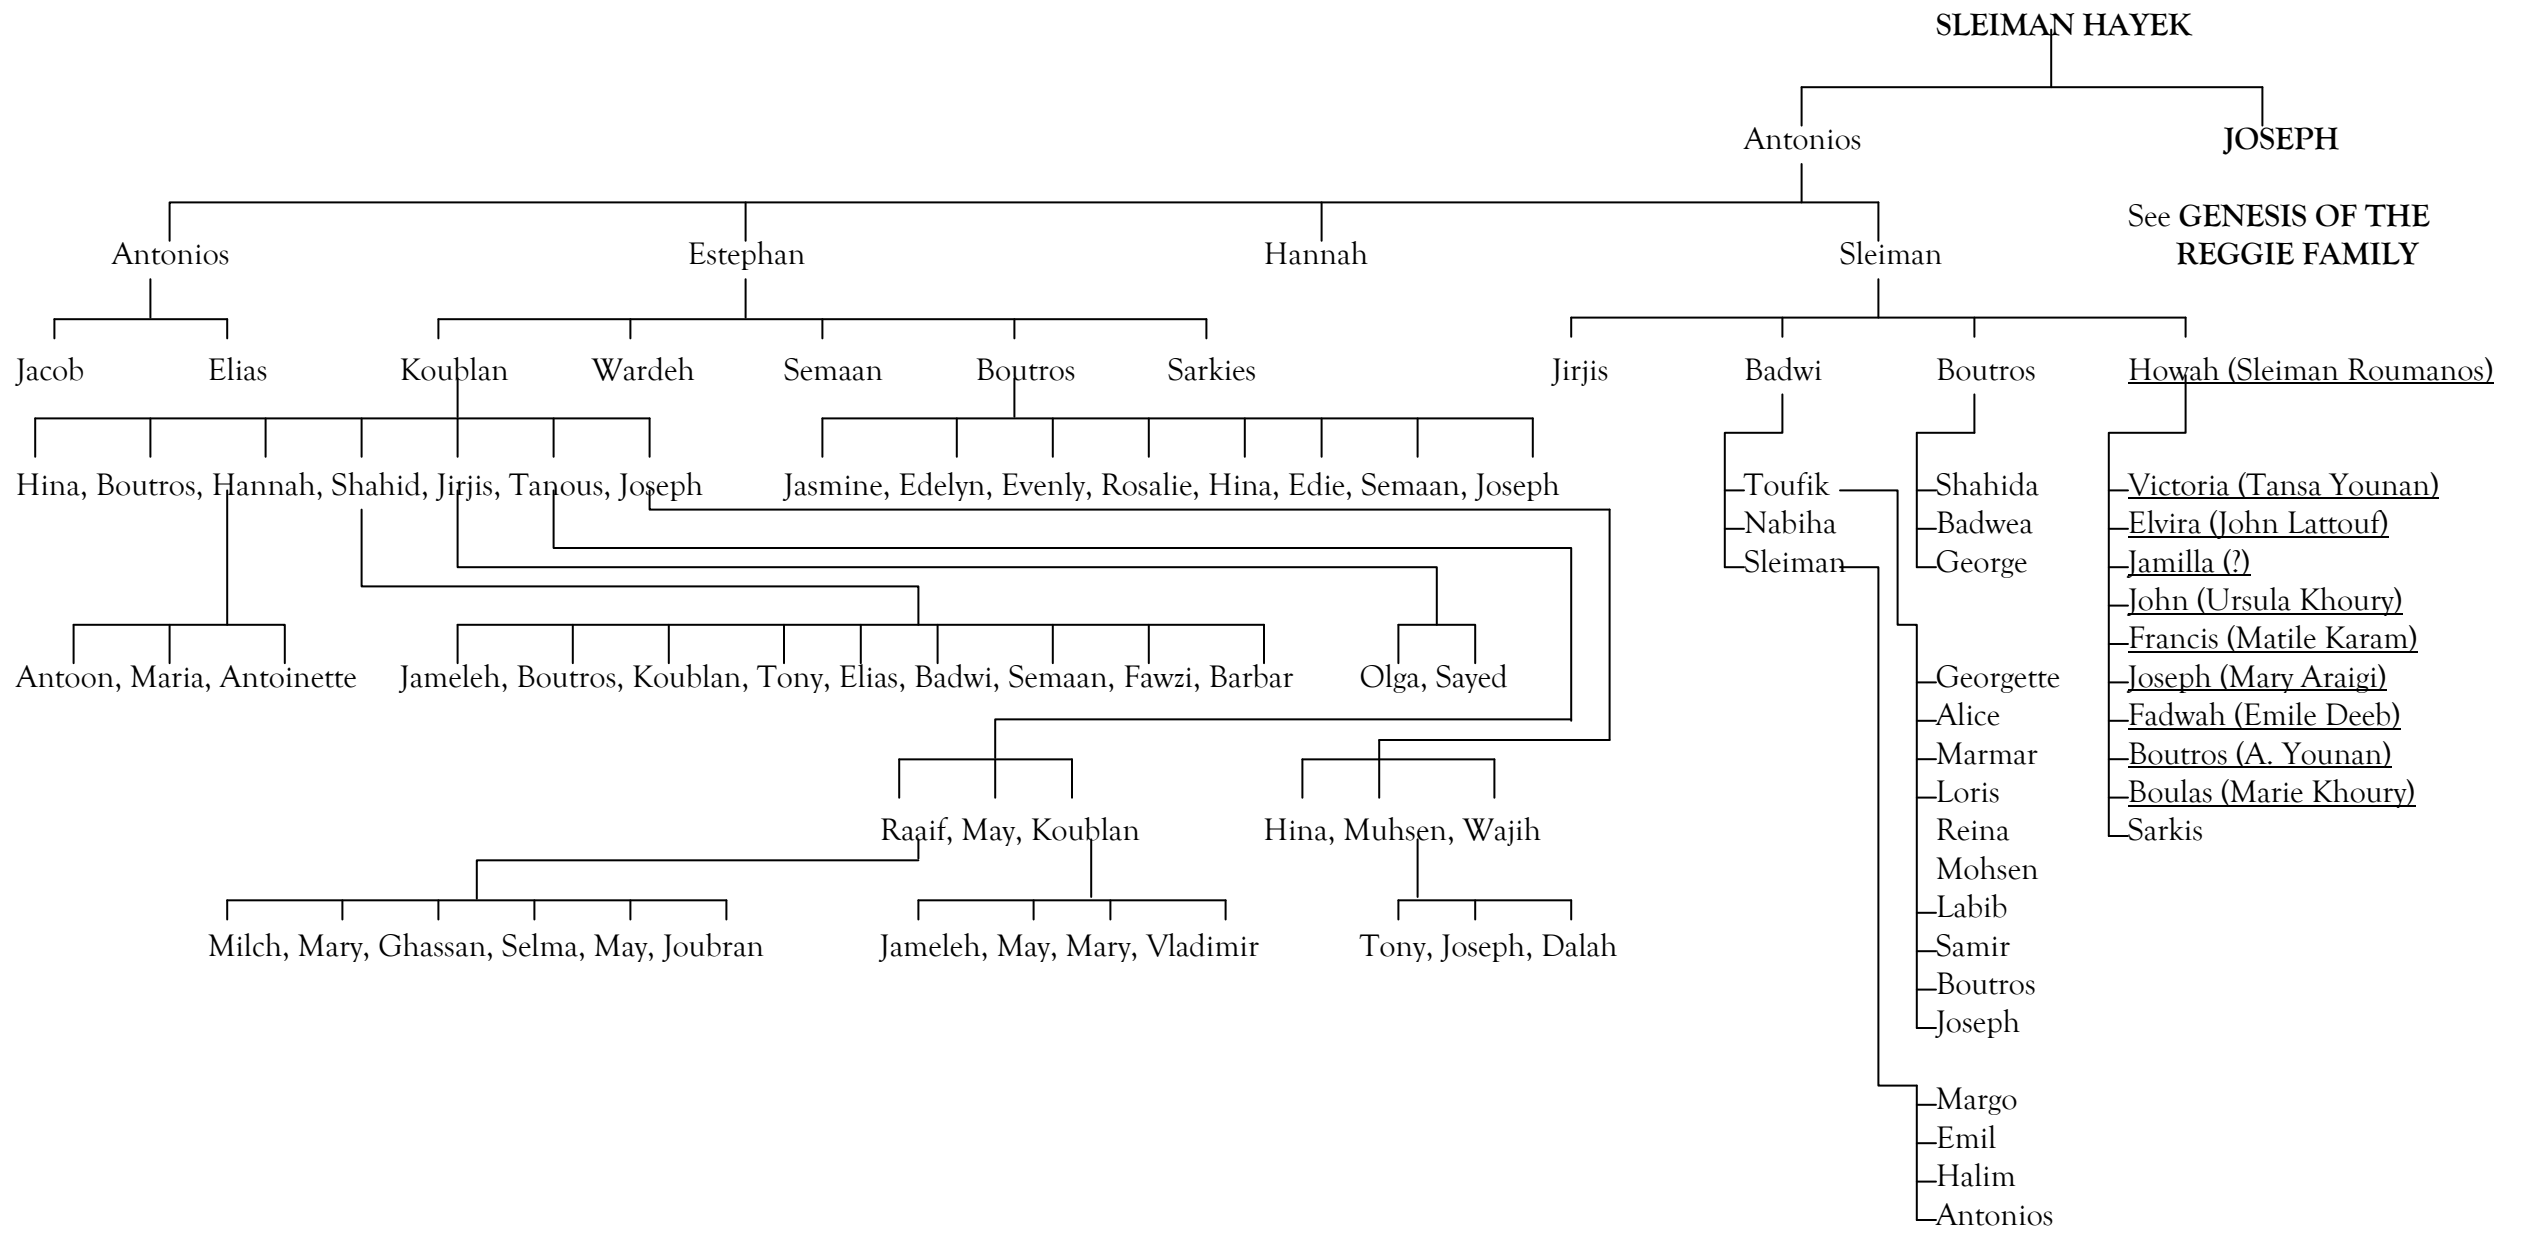 SLEIMAN HAYEK
Antonios JOSEPH
See GENESIS OF THE
REGGIE FAMILY
Antonios Estephan Hannah Sleiman
Jacob Elias Koublan Wardeh Semaan Boutros Sarkies Jirjis Badwi Boutros Howah (Sleiman Roumanos)
Hina, Boutros, Hannah, Shahid, Jirjis, Tanous, Joseph Jasmine, Edelyn, Evenly, Rosalie, Hina, Edie, Semaan, Joseph Toufik Shahida Victoria (Tansa Younan)
Nabiha Badwea Elvira (John Lattouf)
Sleiman George Jamilla (?)
John (Ursula Khoury)
Francis (Matile Karam)
Antoon, Maria, Antoinette Jameleh, Boutros, Koublan, Tony, Elias, Badwi, Semaan, Fawzi, Barbar Olga, Sayed Georgette Joseph (Mary Araigi)
Alice Fadwah (Emile Deeb)
Marmar Boutros (A. Younan)
Loris Boulas (Marie Khoury)
Raaif, May, Koublan Hina, Muhsen, Wajih Reina Sarkis
Mohsen
Labib
Milch, Mary, Ghassan, Selma, May, Joubran Jameleh, May, Mary, Vladimir Tony, Joseph, Dalah Samir
Boutros
Joseph
Margo
Emil
Halim
Antonios